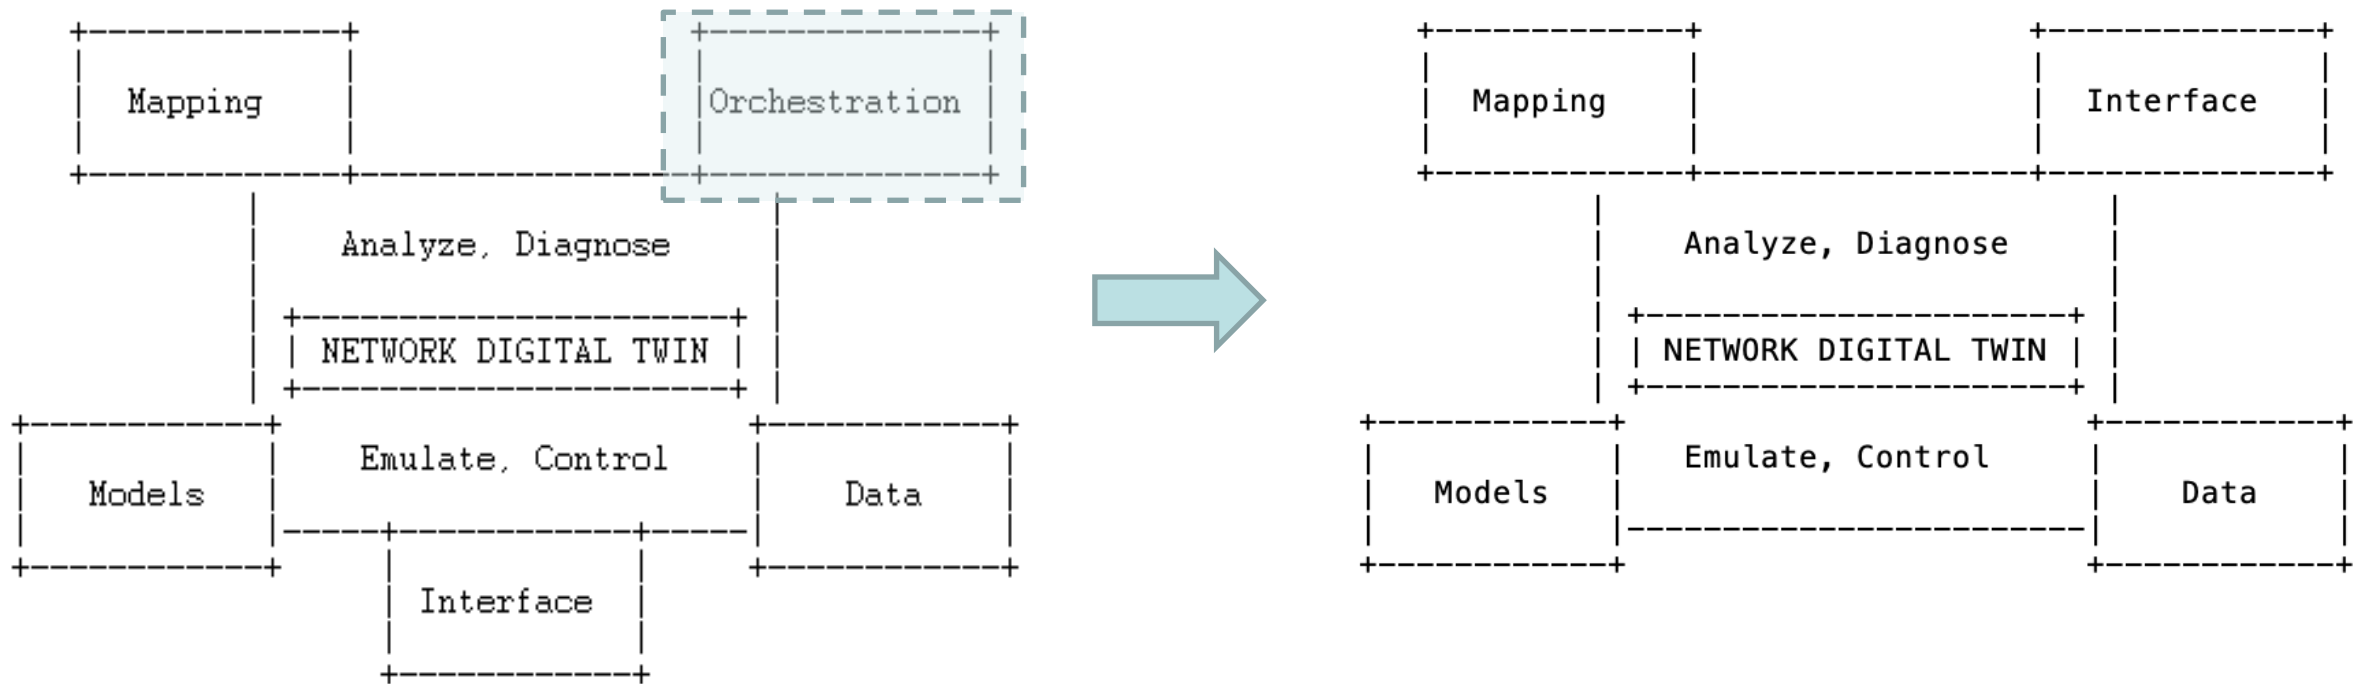 Mapping
Orchestration
Analyze, Diagnose
NETWORK DIGITAL TWIN
Emulate, Control
Models
Data
Interface
Mapping
Interface
Analyze, Diagnose
NETWORK DIGITAL TWIN
Emulate, Control
Models
Data